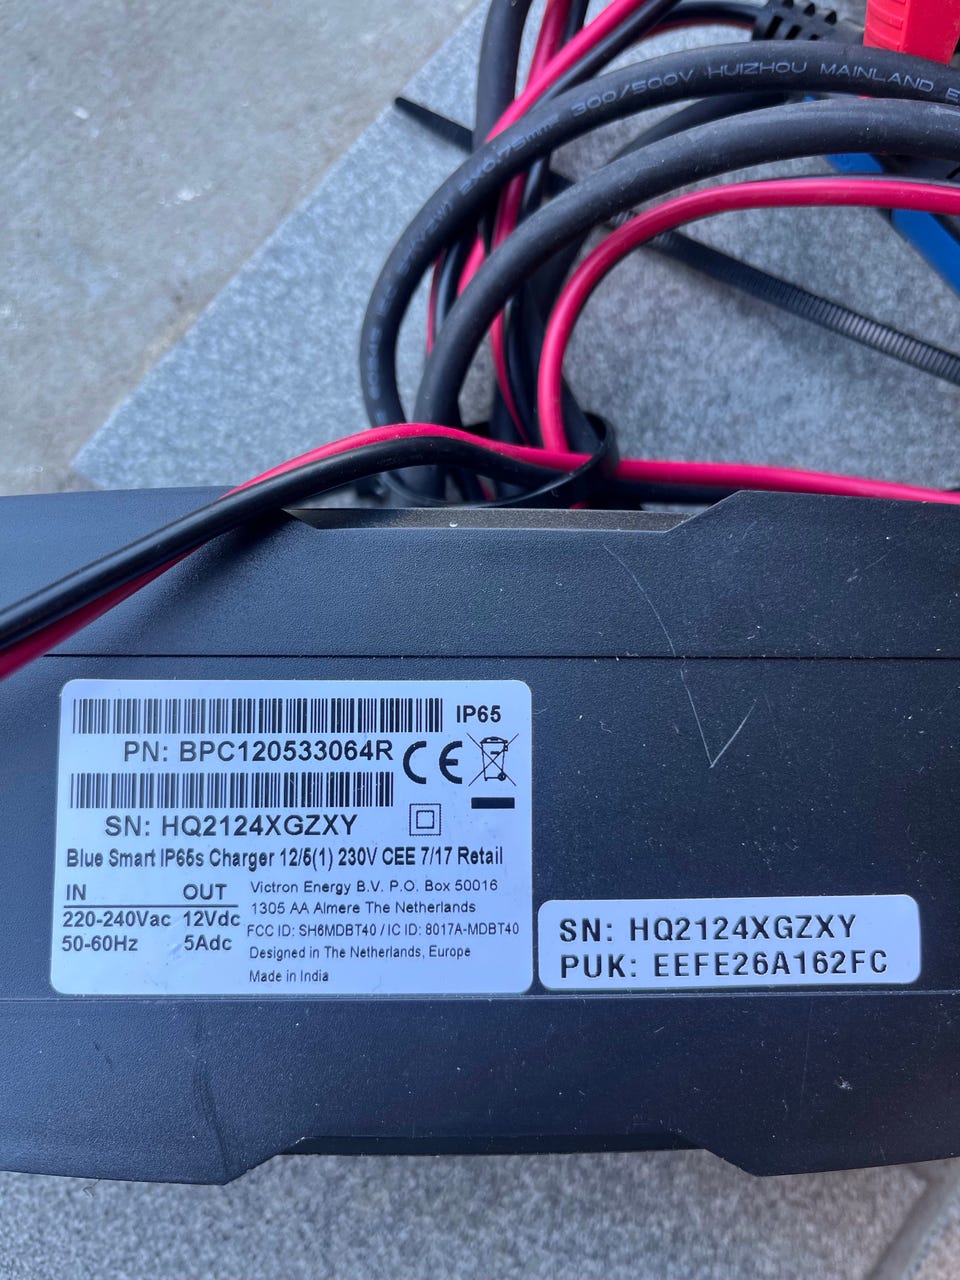 300/500V HUIZHOU MAINLAND
IP65
PN: BPC120533064R
CE
SN: HQ2124XGZXY
Blue Smart IP65s Charger 12/5(1) 230V CEE 7/17 Retail
IN OUT
220-240Vac 12Vdc
50-60Hz 5Adc
Victron Energy B.V. P.O. Box 50016
1305 AA Almere The Netherlands
FCC ID: SH6MDBT40 / IC ID: 8017A-MDBT40
Designed in The Netherlands, Europe
Made in India
SN: HQ2124XGZXY
PUK: EEFE26A162FC